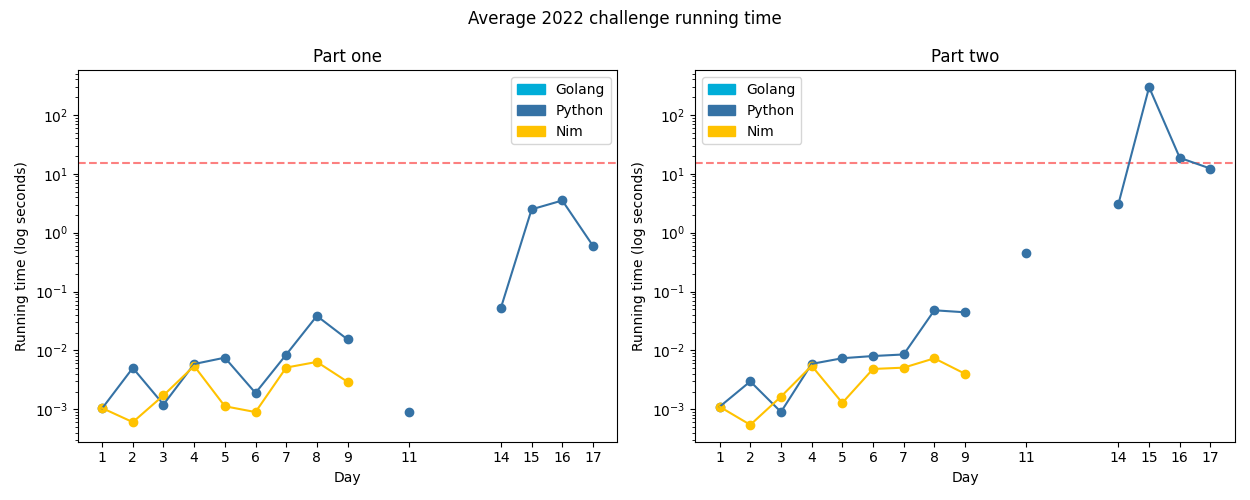 Average 2022 challenge running time
Part one
Running time (log seconds)
10² 10¹ 10⁰ 10⁻¹ 10⁻² 10⁻³
Golang
Python
Nim
1 2 3 4 5 6 7 8 9 11 14 15 16 17
Day
Part two
Running time (log seconds)
10² 10¹ 10⁰ 10⁻¹ 10⁻² 10⁻³
Golang
Python
Nim
1 2 3 4 5 6 7 8 9 11 14 15 16 17
Day